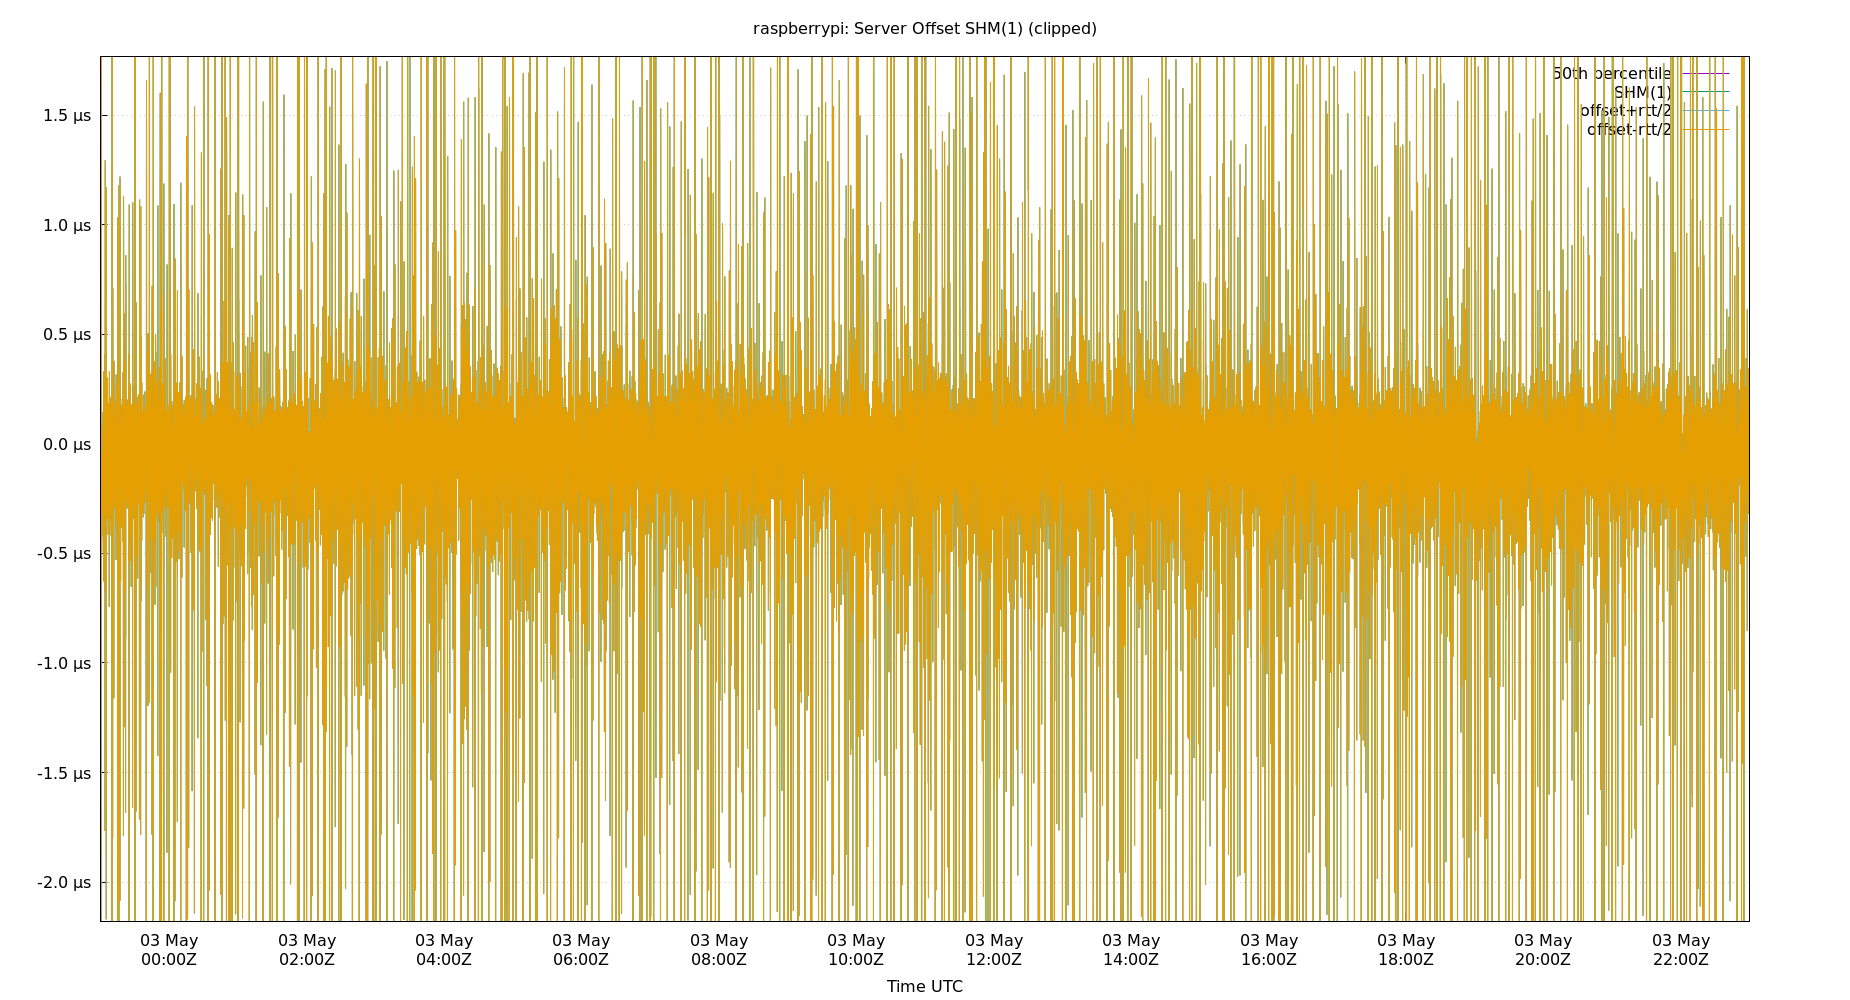 raspberrypi: Server Offset SHM(1) (clipped)
50th percentile
SHM(1)
offset+rtt/2
offset-rtt/2
1.5 µs
1.0 µs
0.5 µs
0.0 µs
-0.5 µs
-1.0 µs
-1.5 µs
-2.0 µs
03 May 03 May 03 May 03 May 03 May 03 May 03 May 03 May 03 May 03 May 03 May 03 May
00:00Z 02:00Z 04:00Z 06:00Z 08:00Z 10:00Z 12:00Z 14:00Z 16:00Z 18:00Z 20:00Z 22:00Z
Time UTC